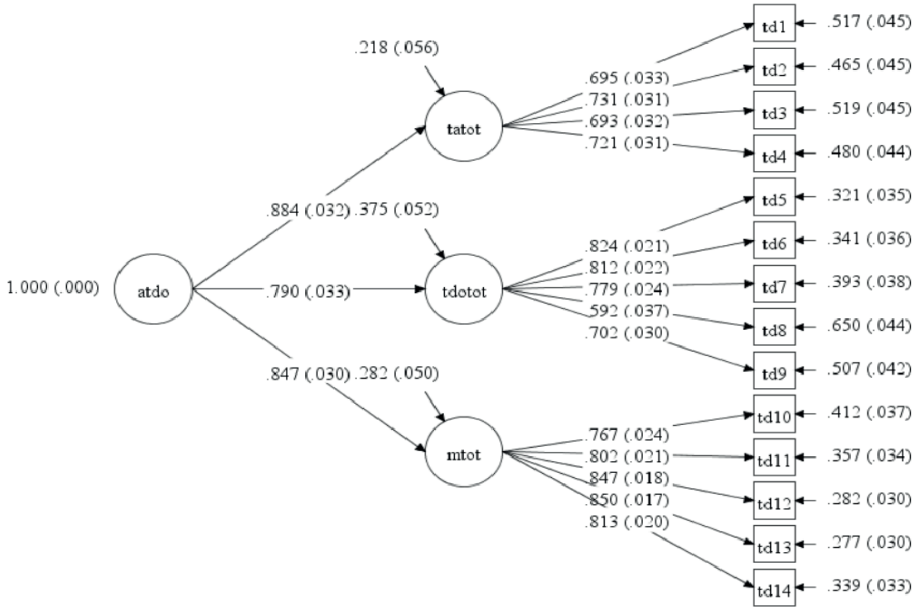 td1 .517 (.045)
.218 (.056)
td2 .465 (.045)
.695 (.033)
.731 (.031)
td3 .519 (.045)
tatot
.693 (.032)
.721 (.031)
td4 .480 (.044)
td5 .321 (.035)
.884 (.032) .375 (.052)
td6 .341 (.036)
.824 (.021)
.812 (.022)
td7 .393 (.038)
1.000 (.000) atdo .790 (.033) tdotot
.779 (.024)
.592 (.037)
td8 .650 (.044)
.702 (.030)
td9 .507 (.042)
.847 (.030) .282 (.050)
td10 .412 (.037)
.767 (.024)
.802 (.021)
td11 .357 (.034)
mtot
.847 (.018)
.850 (.017)
td12 .282 (.030)
.813 (.020)
td13 .277 (.030)
td14 .339 (.033)